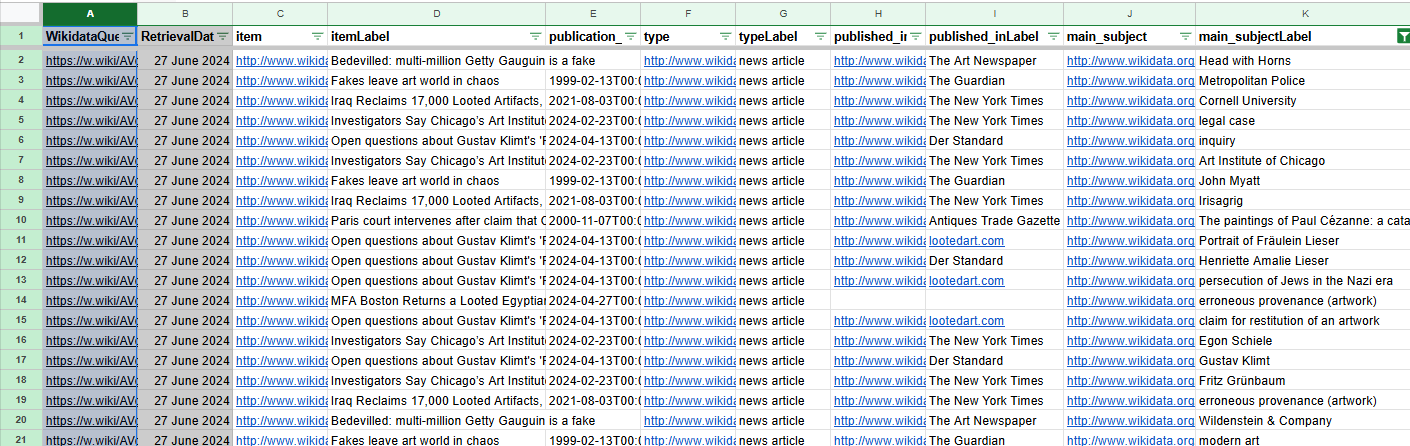 A B C D E F G H I J K
1 WikidataQue RetrievalDat item itemLabel publication_ type typeLabel published_i published_inLabel main_subject main_subjectLabel
2 https://w.wiki/AV 27 June 2024 http://www.wikida Bedevilled: multi-million Getty Gauguin is a fake http://www.wikida news article http://www.wikida The Art Newspaper http://www.wikidata.org Head with Horns
3 https://w.wiki/AV 27 June 2024 http://www.wikida Fakes leave art world in chaos 1999-02-13T00:0 http://www.wikida news article http://www.wikida The Guardian http://www.wikidata.org Metropolitan Police
4 https://w.wiki/AV 27 June 2024 http://www.wikida Iraq Reclaims 17,000 Looted Artifacts, 2021-08-03T00:0 http://www.wikida news article http://www.wikida The New York Times http://www.wikidata.org Cornell University
5 https://w.wiki/AV 27 June 2024 http://www.wikida Investigators Say Chicago's Art Institut 2024-02-23T00:0 http://www.wikida news article http://www.wikida The New York Times http://www.wikidata.org legal case
6 https://w.wiki/AV 27 June 2024 http://www.wikida Open questions about Gustav Klimt's 'F 2024-04-13T00:0 http://www.wikida news article http://www.wikida Der Standard http://www.wikidata.org inquiry
7 https://w.wiki/AV 27 June 2024 http://www.wikida Investigators Say Chicago's Art Institut 2024-02-23T00:0 http://www.wikida news article http://www.wikida The New York Times http://www.wikidata.org Art Institute of Chicago
8 https://w.wiki/AV 27 June 2024 http://www.wikida Fakes leave art world in chaos 1999-02-13T00:0 http://www.wikida news article http://www.wikida The Guardian http://www.wikidata.org John Myatt
9 https://w.wiki/AV 27 June 2024 http://www.wikida Iraq Reclaims 17,000 Looted Artifacts, 2021-08-03T00:0 http://www.wikida news article http://www.wikida The New York Times http://www.wikidata.org Irisagrig
10 https://w.wiki/AV 27 June 2024 http://www.wikida Paris court intervenes after claim that C 2000-11-07T00:0 http://www.wikida news article http://www.wikida Antiques Trade Gazette http://www.wikidata.org The paintings of Paul Cézanne: a cata
11 https://w.wiki/AV 27 June 2024 http://www.wikida Open questions about Gustav Klimt's 'F 2024-04-13T00:0 http://www.wikida news article http://www.wikida lootedart.com http://www.wikidata.org Portrait of Fräulein Lieser
12 https://w.wiki/AV 27 June 2024 http://www.wikida Open questions about Gustav Klimt's 'F 2024-04-13T00:0 http://www.wikida news article http://www.wikida Der Standard http://www.wikidata.org Henriette Amalie Lieser
13 https://w.wiki/AV 27 June 2024 http://www.wikida Open questions about Gustav Klimt's 'F 2024-04-13T00:0 http://www.wikida news article http://www.wikida lootedart.com http://www.wikidata.org persecution of Jews in the Nazi era
14 https://w.wiki/AV 27 June 2024 http://www.wikida MFA Boston Returns a Looted Egyptian 2024-04-27T00:0 http://www.wikida news article http://www.wikidata.org erroneous provenance (artwork)
15 https://w.wiki/AV 27 June 2024 http://www.wikida Open questions about Gustav Klimt's 'F 2024-04-13T00:0 http://www.wikida news article http://www.wikida lootedart.com http://www.wikidata.org claim for restitution of an artwork
16 https://w.wiki/AV 27 June 2024 http://www.wikida Investigators Say Chicago's Art Institut 2024-02-23T00:0 http://www.wikida news article http://www.wikida The New York Times http://www.wikidata.org Egon Schiele
17 https://w.wiki/AV 27 June 2024 http://www.wikida Open questions about Gustav Klimt's 'F 2024-04-13T00:0 http://www.wikida news article http://www.wikida Der Standard http://www.wikidata.org Gustav Klimt
18 https://w.wiki/AV 27 June 2024 http://www.wikida Investigators Say Chicago's Art Institut 2024-02-23T00:0 http://www.wikida news article http://www.wikida The New York Times http://www.wikidata.org Fritz Grünbaum
19 https://w.wiki/AV 27 June 2024 http://www.wikida Iraq Reclaims 17,000 Looted Artifacts, 2021-08-03T00:0 http://www.wikida news article http://www.wikida The New York Times http://www.wikidata.org erroneous provenance (artwork)
20 https://w.wiki/AV 27 June 2024 http://www.wikida Bedevilled: multi-million Getty Gauguin is a fake http://www.wikida news article http://www.wikida The Art Newspaper http://www.wikidata.org Wildenstein & Company
21 https://w.wiki/AV 27 June 2024 http://www.wikida Fakes leave art world in chaos 1999-02-13T00:0 http://www.wikida news article http://www.wikida The Guardian http://www.wikidata.org modern art